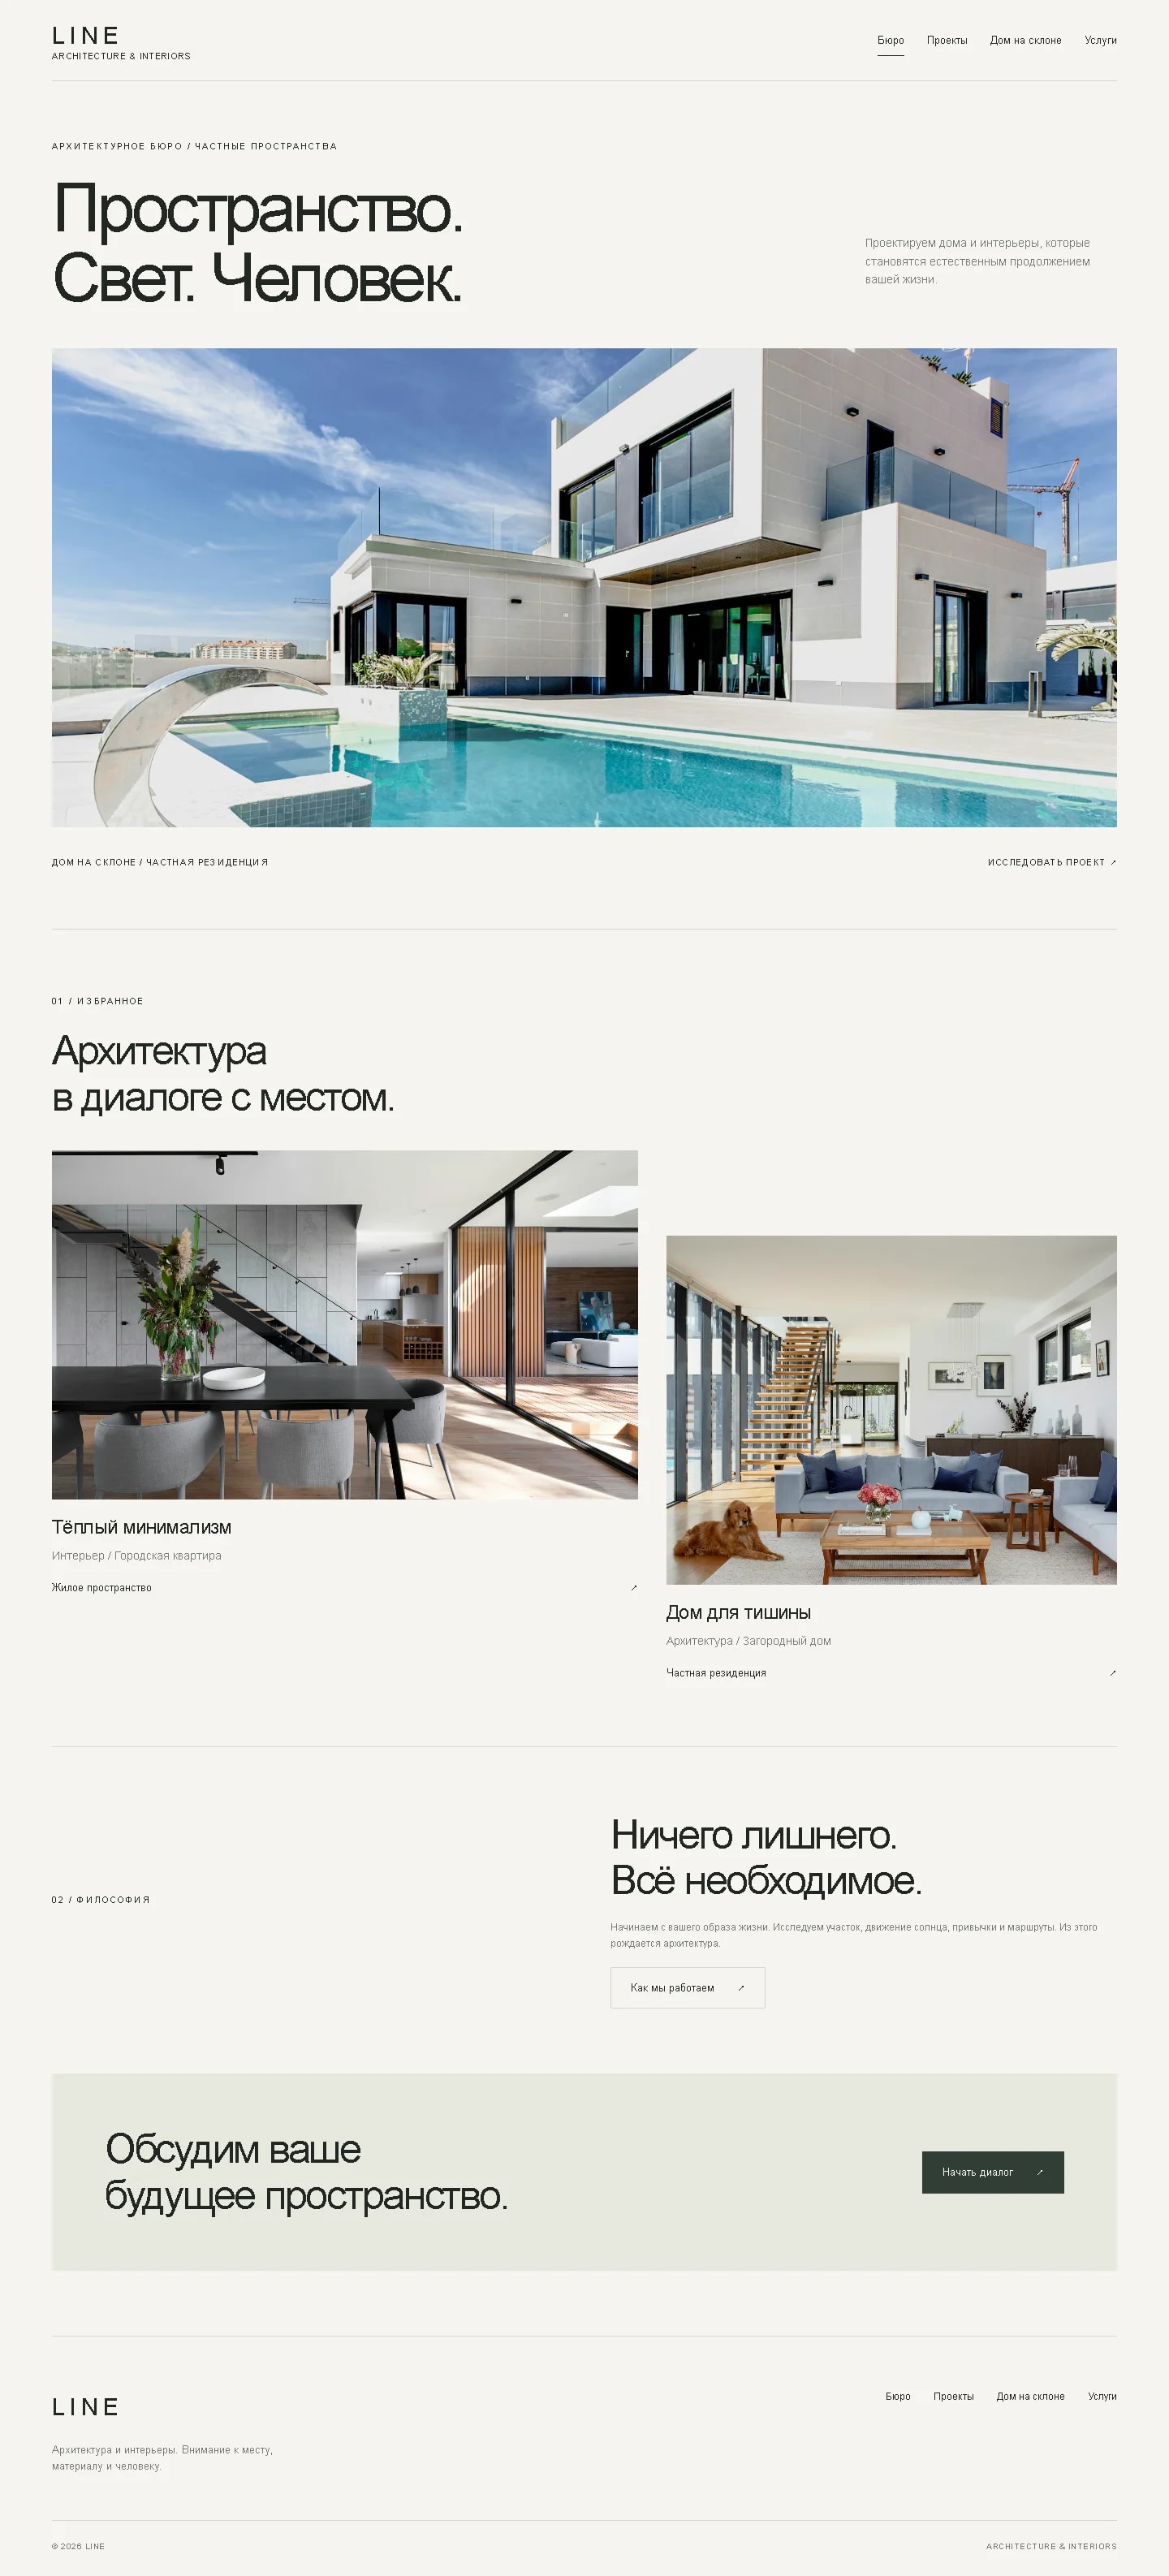 LINE
ARCHITECTURE & INTERIORS
Бюро Проекты Дом на склоне Услуги
АРХИТЕКТУРНОЕ БЮРО / ЧАСТНЫЕ ПРОСТРАНСТВА
Пространство.
Свет. Человек.
Проектируем дома и интерьеры, которые
становятся естественным продолжением
вашей жизни.
ДОМ НА СКЛОНЕ / ЧАСТНАЯ РЕЗИДЕНЦИЯ
ИССЛЕДОВАТЬ ПРОЕКТ ↗
01 / ИЗБРАННОЕ
Архитектура
в диалоге с местом.
Тёплый минимализм
Интерьер / Городская квартира
Жилое пространство ↗
Дом для тишины
Архитектура / Загородный дом
Частная резиденция ↗
02 / ФИЛОСОФИЯ
Ничего лишнего.
Всё необходимое.
Начинаем с вашего образа жизни. Исследуем участок, движение солнца, привычки и маршруты. Из этого
рождается архитектура.
Как мы работаем ↗
Обсудим ваше
будущее пространство.
Начать диалог ↗
LINE
Бюро Проекты Дом на склоне Услуги
Архитектура и интерьеры. Внимание к месту,
материалу и человеку.
© 2026 LINE
ARCHITECTURE & INTERIORS